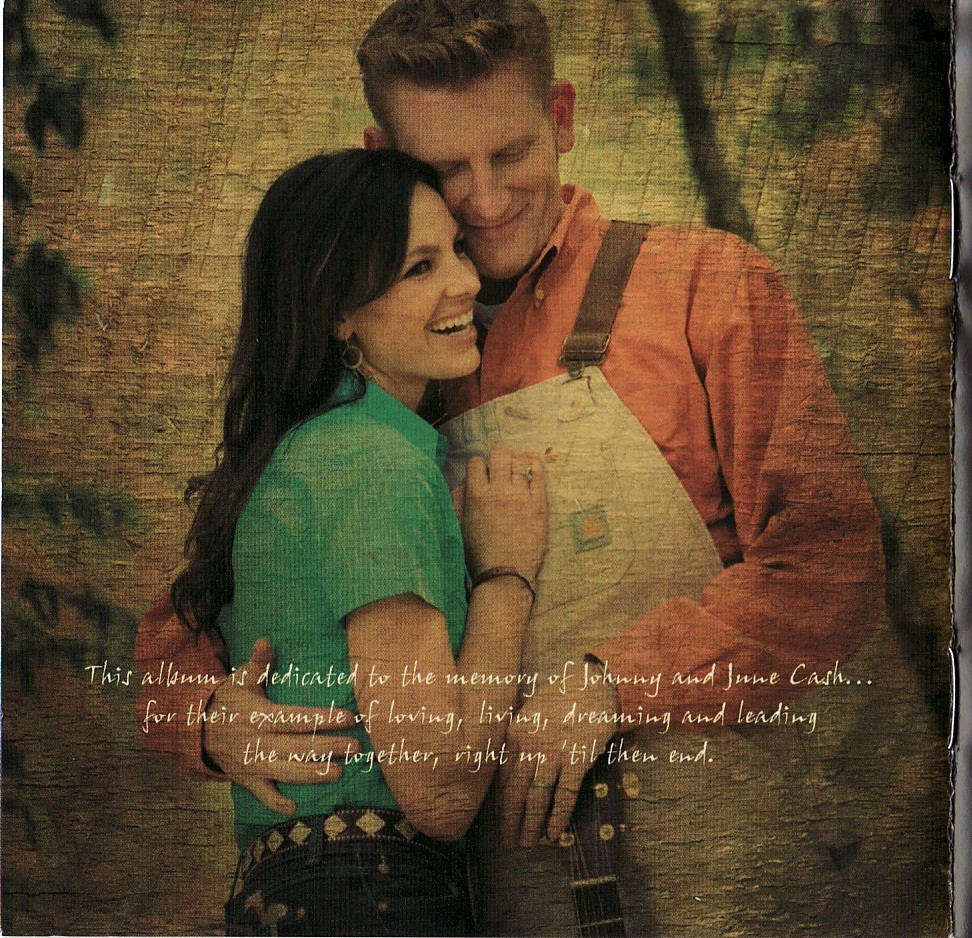 This album is dedicated to the memory of Johnny and June Cash...
for their example of loving, living, dreaming and leading
the way together, right up 'til then end.